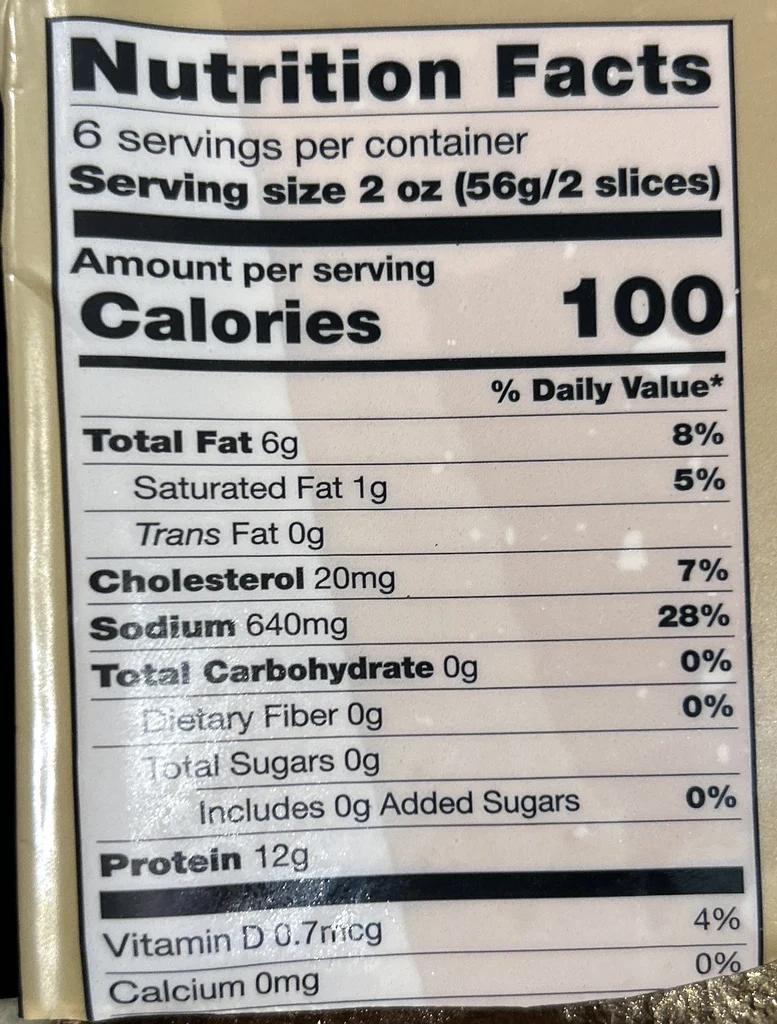 Nutrition Facts
6 servings per container
Serving size 2 oz (56g/2 slices)
Amount per serving
Calories 100
% Daily Value*
Total Fat 6g 8%
Saturated Fat 1g 5%
Trans Fat 0g
Cholesterol 20mg 7%
Sodium 640mg 28%
Total Carbohydrate 0g 0%
Dietary Fiber 0g 0%
Total Sugars 0g
Includes 0g Added Sugars 0%
Protein 12g
Vitamin D 0.7mcg 4%
Calcium 0mg 0%